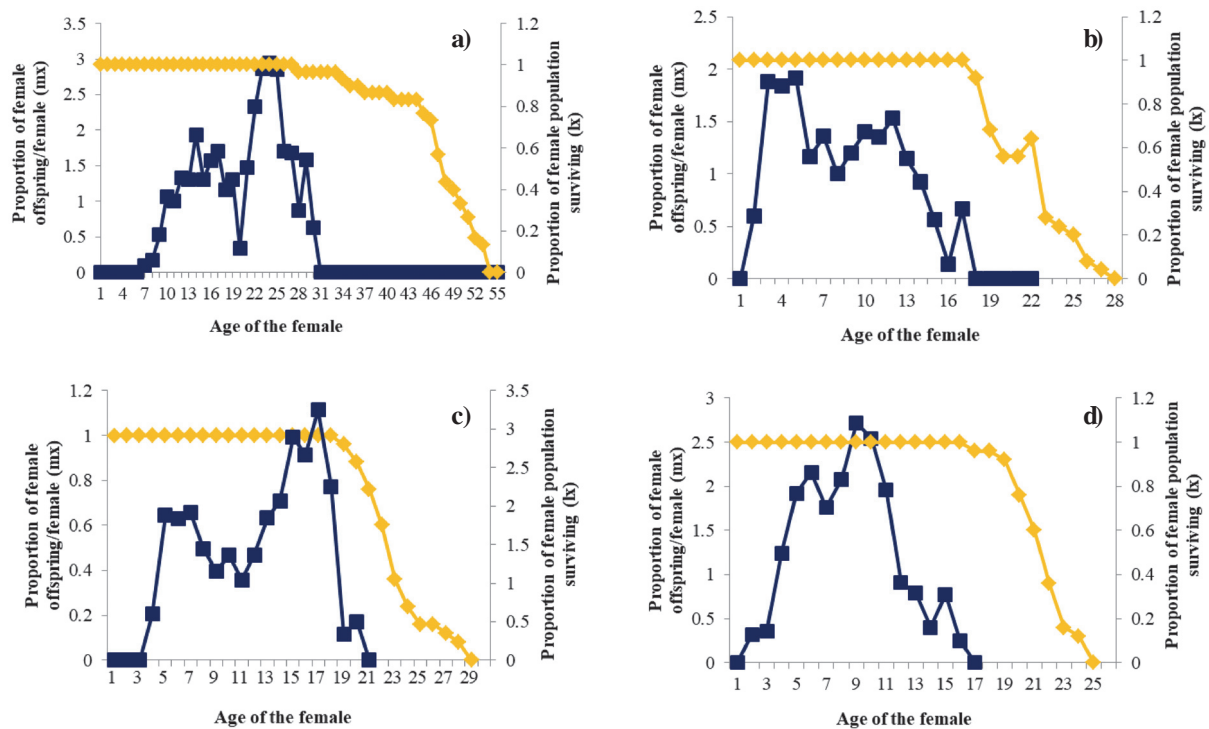 a)
Proportion of female
offspring/female (mx)
3.5
3
2.5
2
1.5
1
0.5
0
1.2
1
0.8
0.6
0.4
0.2
0
Proportion of female population
surviving (lx)
1 4 7 10 13 16 19 22 25 28 31 34 37 40 43 46 49 52 55
Age of the female
b)
Proportion of female
offspring/female (mx)
2.5
2
1.5
1
0.5
0
1.2
1
0.8
0.6
0.4
0.2
0
Proportion of female population
surviving (lx)
1 4 7 10 13 16 19 22 25 28
Age of the female
c)
Proportion of female
offspring/female (mx)
1.2
1
0.8
0.6
0.4
0.2
0
3.5
3
2.5
2
1.5
1
0.5
0
Proportion of female population
surviving (lx)
1 3 5 7 9 11 13 15 17 19 21 23 25 27 29
Age of the female
d)
Proportion of female
offspring/female (mx)
3
2.5
2
1.5
1
0.5
0
1.2
1
0.8
0.6
0.4
0.2
0
Proportion of female population
surviving (lx)
1 3 5 7 9 11 13 15 17 19 21 23 25
Age of the female